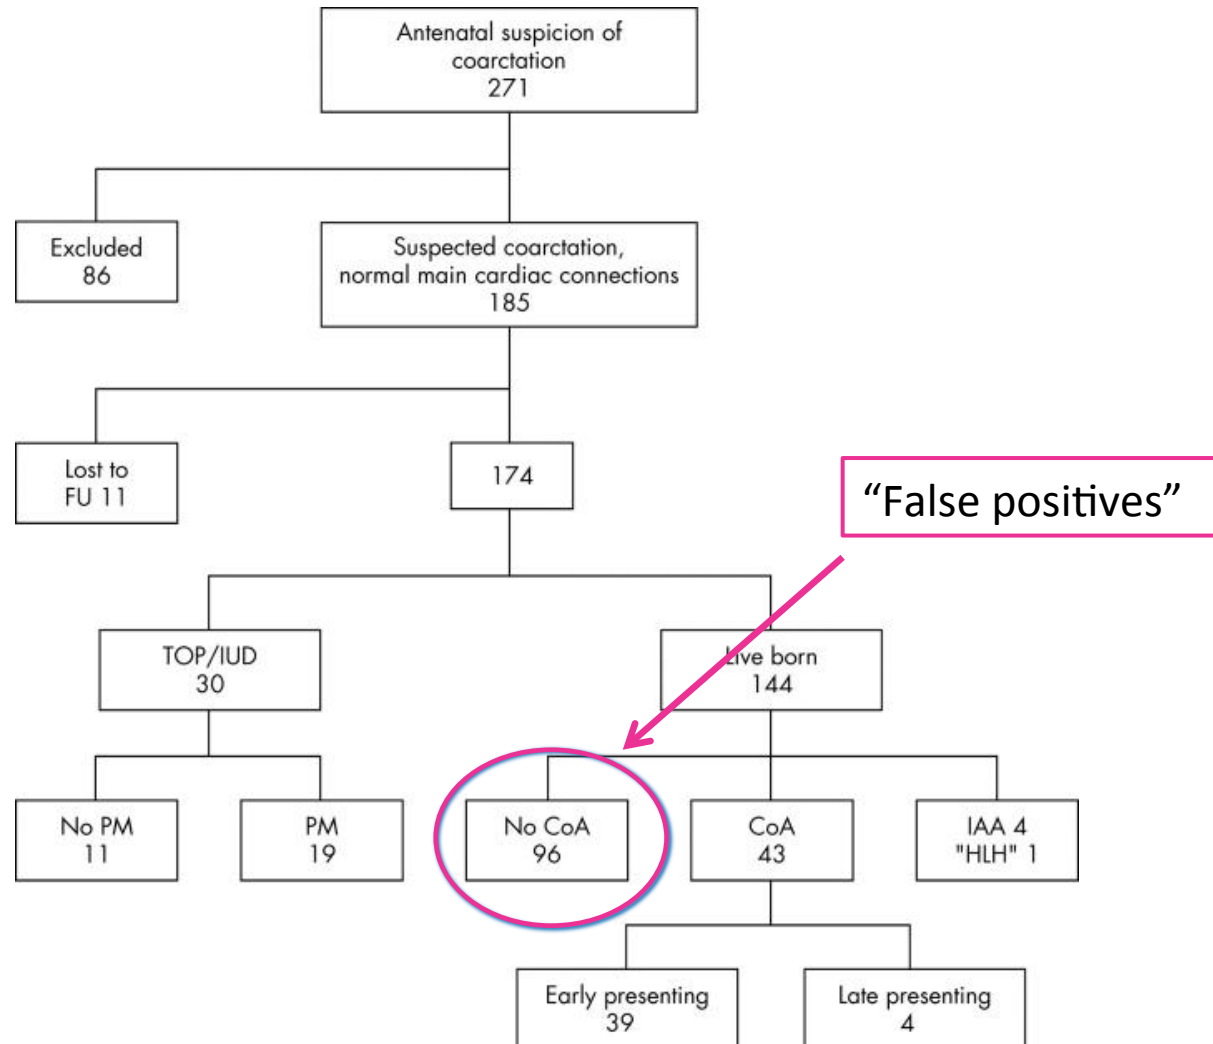 Antenatal suspicion of
coarctation
271
Excluded
86
Suspected coarctation,
normal main cardiac connections
185
Lost to
FU 11
174
“False positives”
TOP/IUD
30
Live born
144
No PM
11
PM
19
No CoA
96
CoA
43
IAA 4
"HLH" 1
Early presenting
39
Late presenting
4